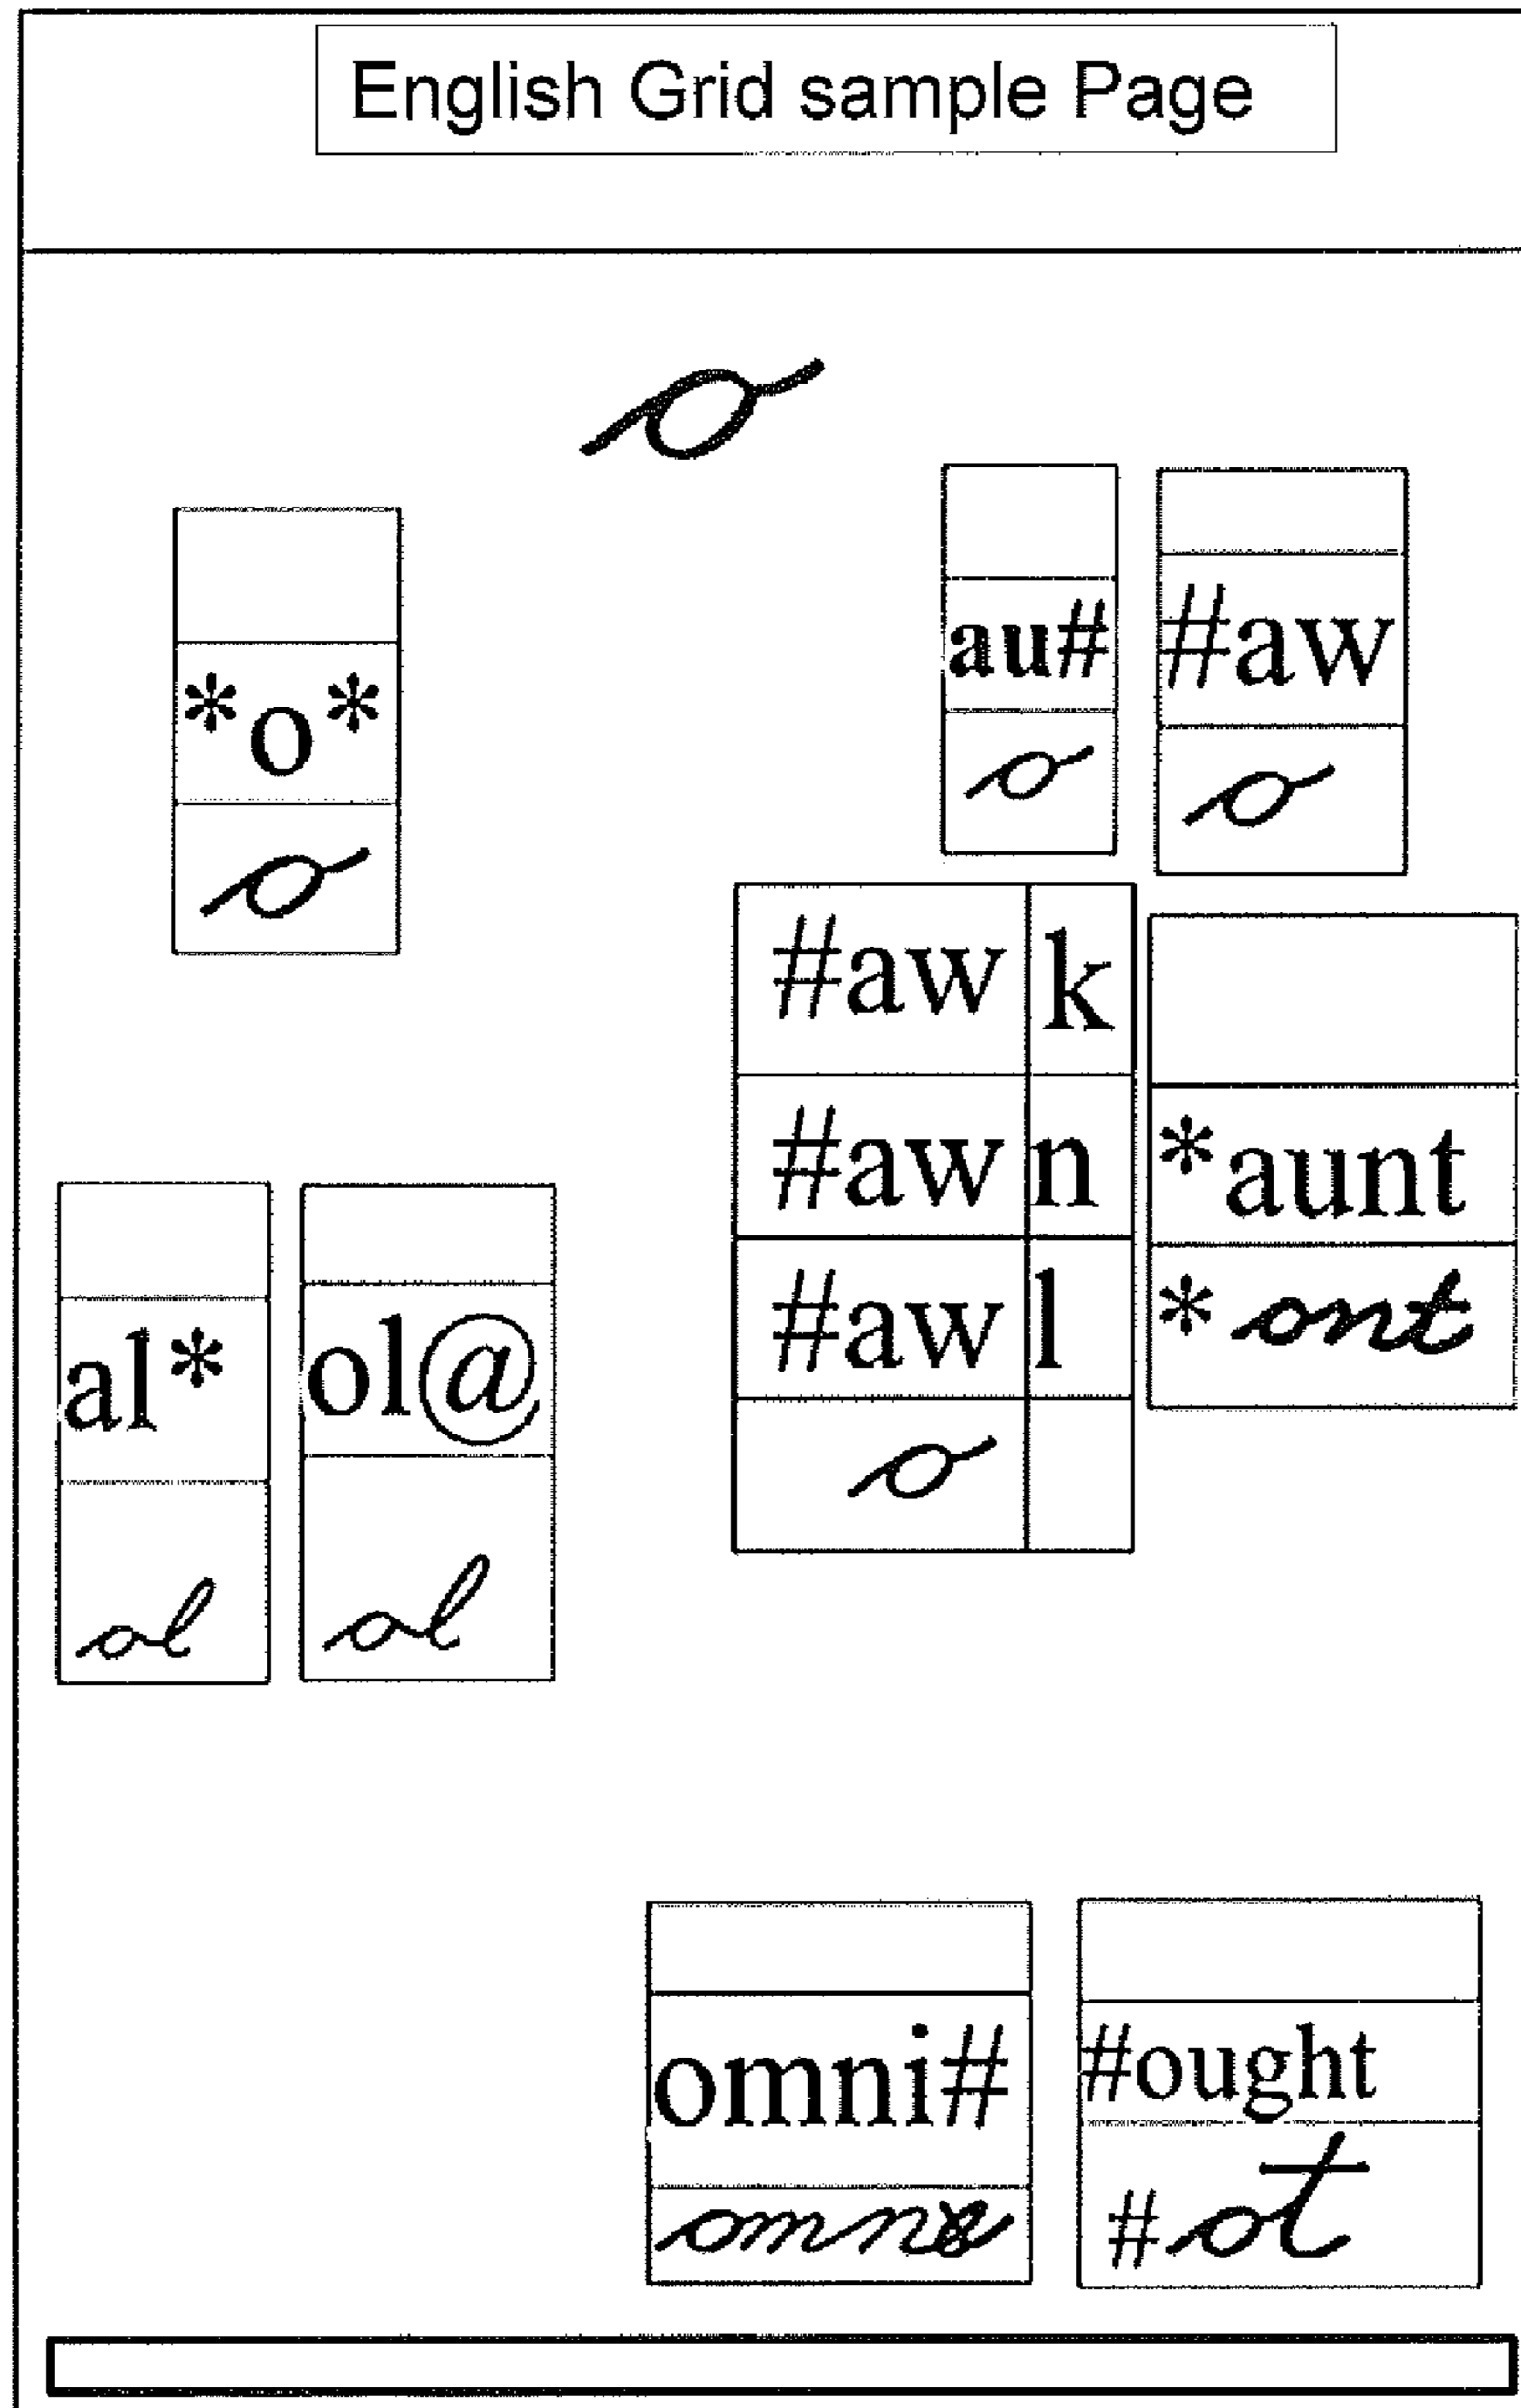 English Grid sample Page
o
*o*
o
au#
o
#aw
o
#aw k
#aw n
#aw l
o
*aunt
*ont
al*
ol
ol@
ol
omni#
#ought
#ot